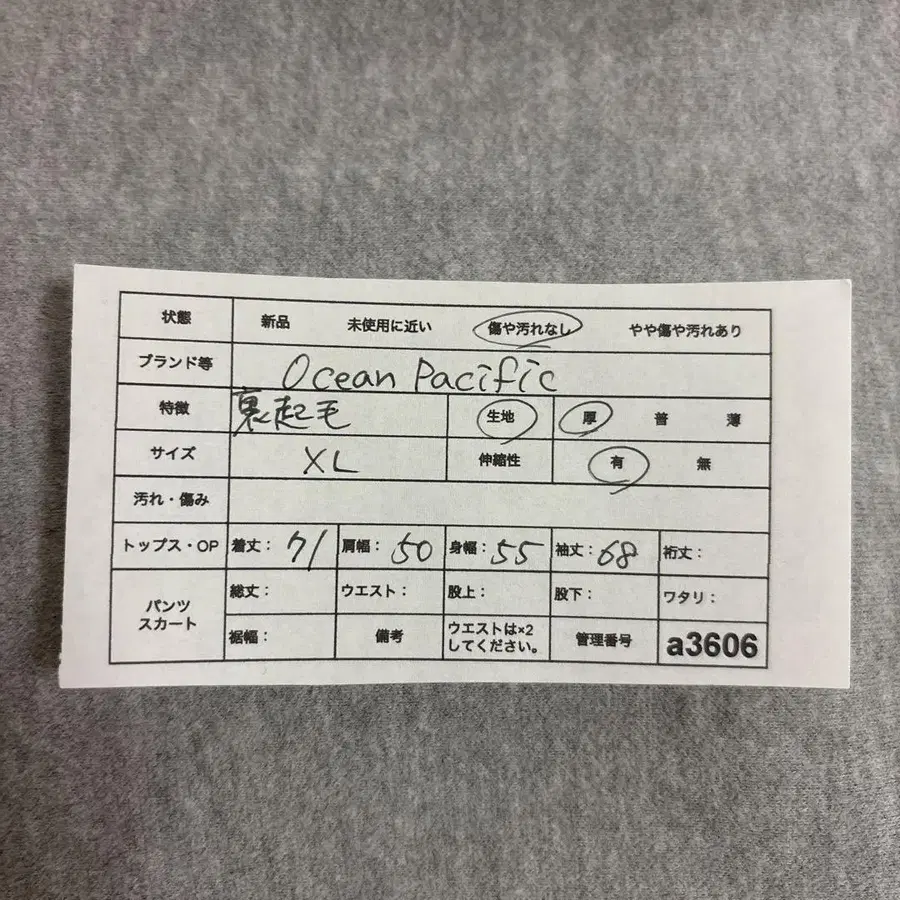 状態 新品 未使用に近い 傷や汚れなし やや傷や汚れあり
ブランド等 Ocean Pacific
特徴 裏起毛 生地 厚 普 薄
サイズ XL 伸縮性 有 無
汚れ・傷み
トップス・OP 着丈：71 肩幅：50 身幅：55 袖丈：68 裄丈：
パンツ
スカート
総丈： ウエスト： 股上： 股下： ワタリ：
裾幅： 備考 ウエストは×2
してください。
管理番号 a3606